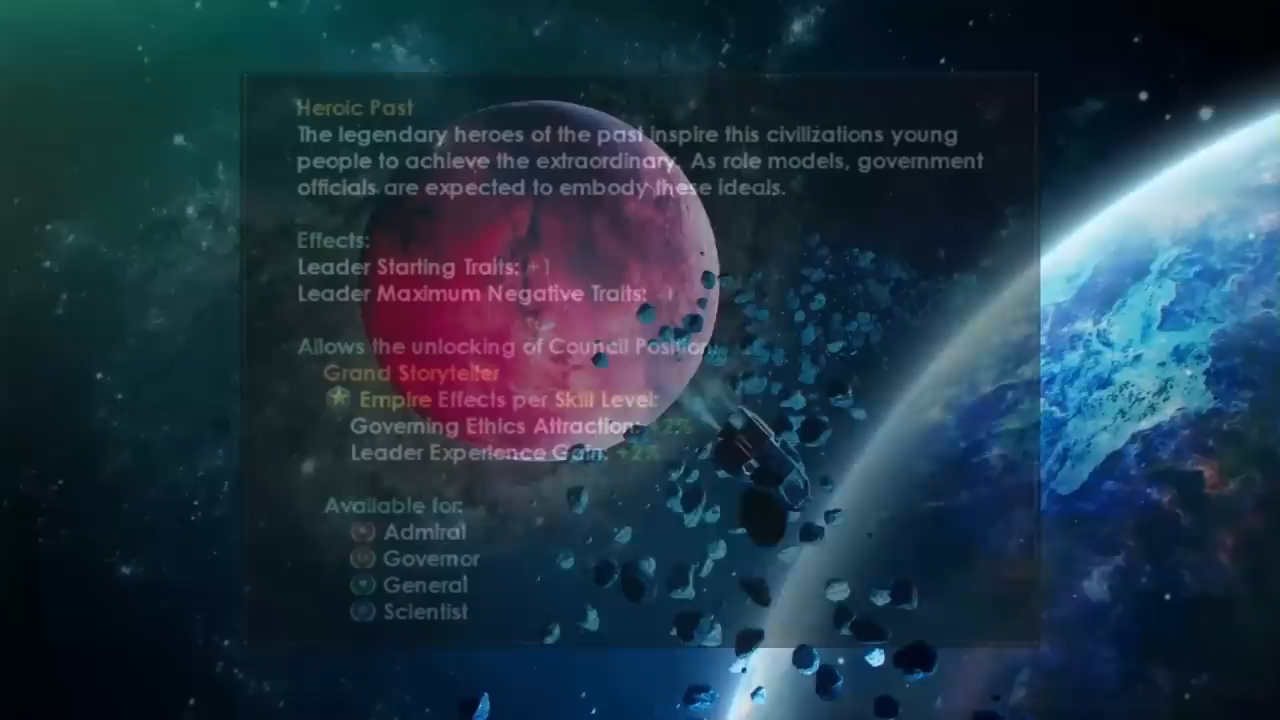 Heroic Past
The legendary heroes of the past inspire this civilizations young
people to achieve the extraordinary. As role models, government
officials are expected to embody these ideals.
Effects:
Leader Starting Traits: +1
Leader Maximum Negative Traits:
Allows the unlocking of Council Position:
Grand Storyteller
Empire Effects per Skill Level:
Governing Ethics Attraction: +2%
Leader Experience Gain: +2%
Available for:
Admiral
Governor
General
Scientist